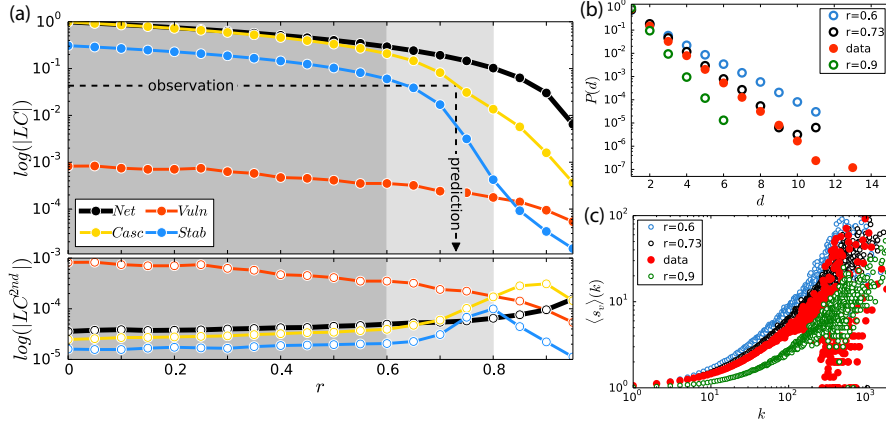 (a)
10^0
10^-1
10^-2
10^-3
10^-4
10^-3
10^-4
10^-5
log(|LC|)
log(|LC^2nd|)
observation
prediction
Net
Vuln
Casc
Stab
0.0
0.2
0.4
0.6
0.8
r
(b)
10^0
10^-1
10^-2
10^-3
10^-4
10^-5
10^-6
10^-7
P(d)
r=0.6
r=0.73
data
r=0.9
2
4
6
8
10
12
14
d
(c)
10^2
10^1
10^0
⟨s_v⟩(k)
r=0.6
r=0.73
data
r=0.9
10^0
10^1
10^2
10^3
k